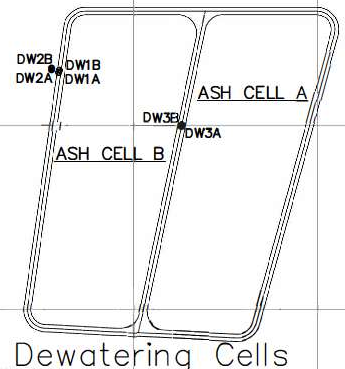 DW2B DW1B
DW2A DW1A
ASH CELL A
DW3B
DW3A
ASH CELL B
Dewatering Cells